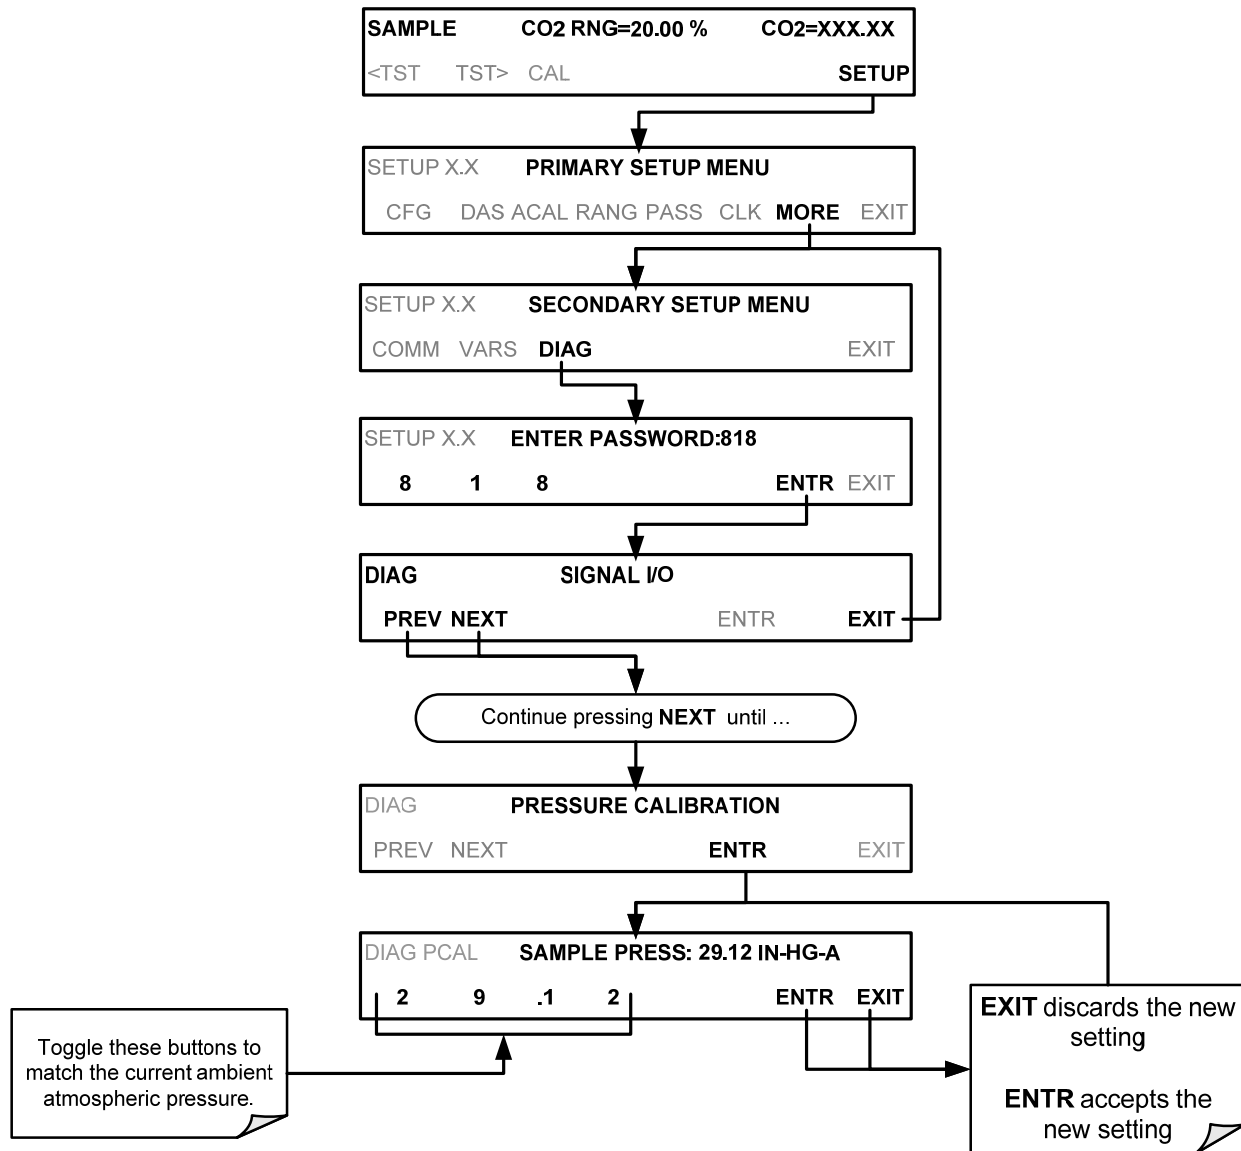 SAMPLE CO2 RNG=20.00 % CO2=XXX.XX
<TST TST> CAL SETUP
SETUP X.X PRIMARY SETUP MENU
CFG DAS ACAL RANG PASS CLK MORE EXIT
SETUP X.X SECONDARY SETUP MENU
COMM VARS DIAG EXIT
SETUP X.X ENTER PASSWORD:818
8 1 8 ENTR EXIT
DIAG SIGNAL I/O
PREV NEXT ENTR EXIT
Continue pressing NEXT until ...
DIAG PRESSURE CALIBRATION
PREV NEXT ENTR EXIT
DIAG PCAL SAMPLE PRESS: 29.12 IN-HG-A
2 9 .1 2 ENTR EXIT
Toggle these buttons to
match the current ambient
atmospheric pressure.
EXIT discards the new
setting
ENTR accepts the
new setting